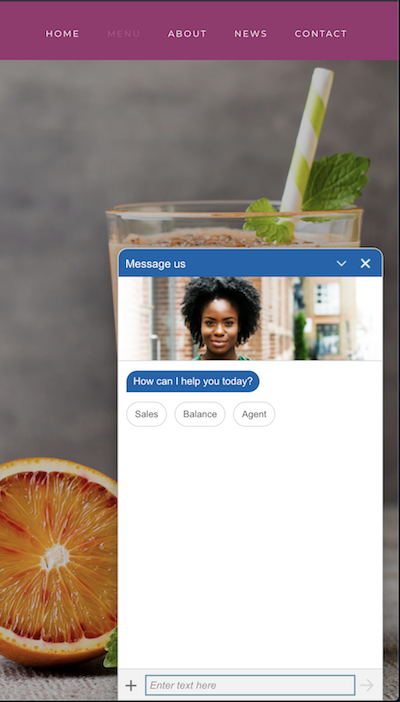 HOME MENU ABOUT NEWS CONTACT
Message us
How can I help you today?
Sales Balance Agent
Enter text here